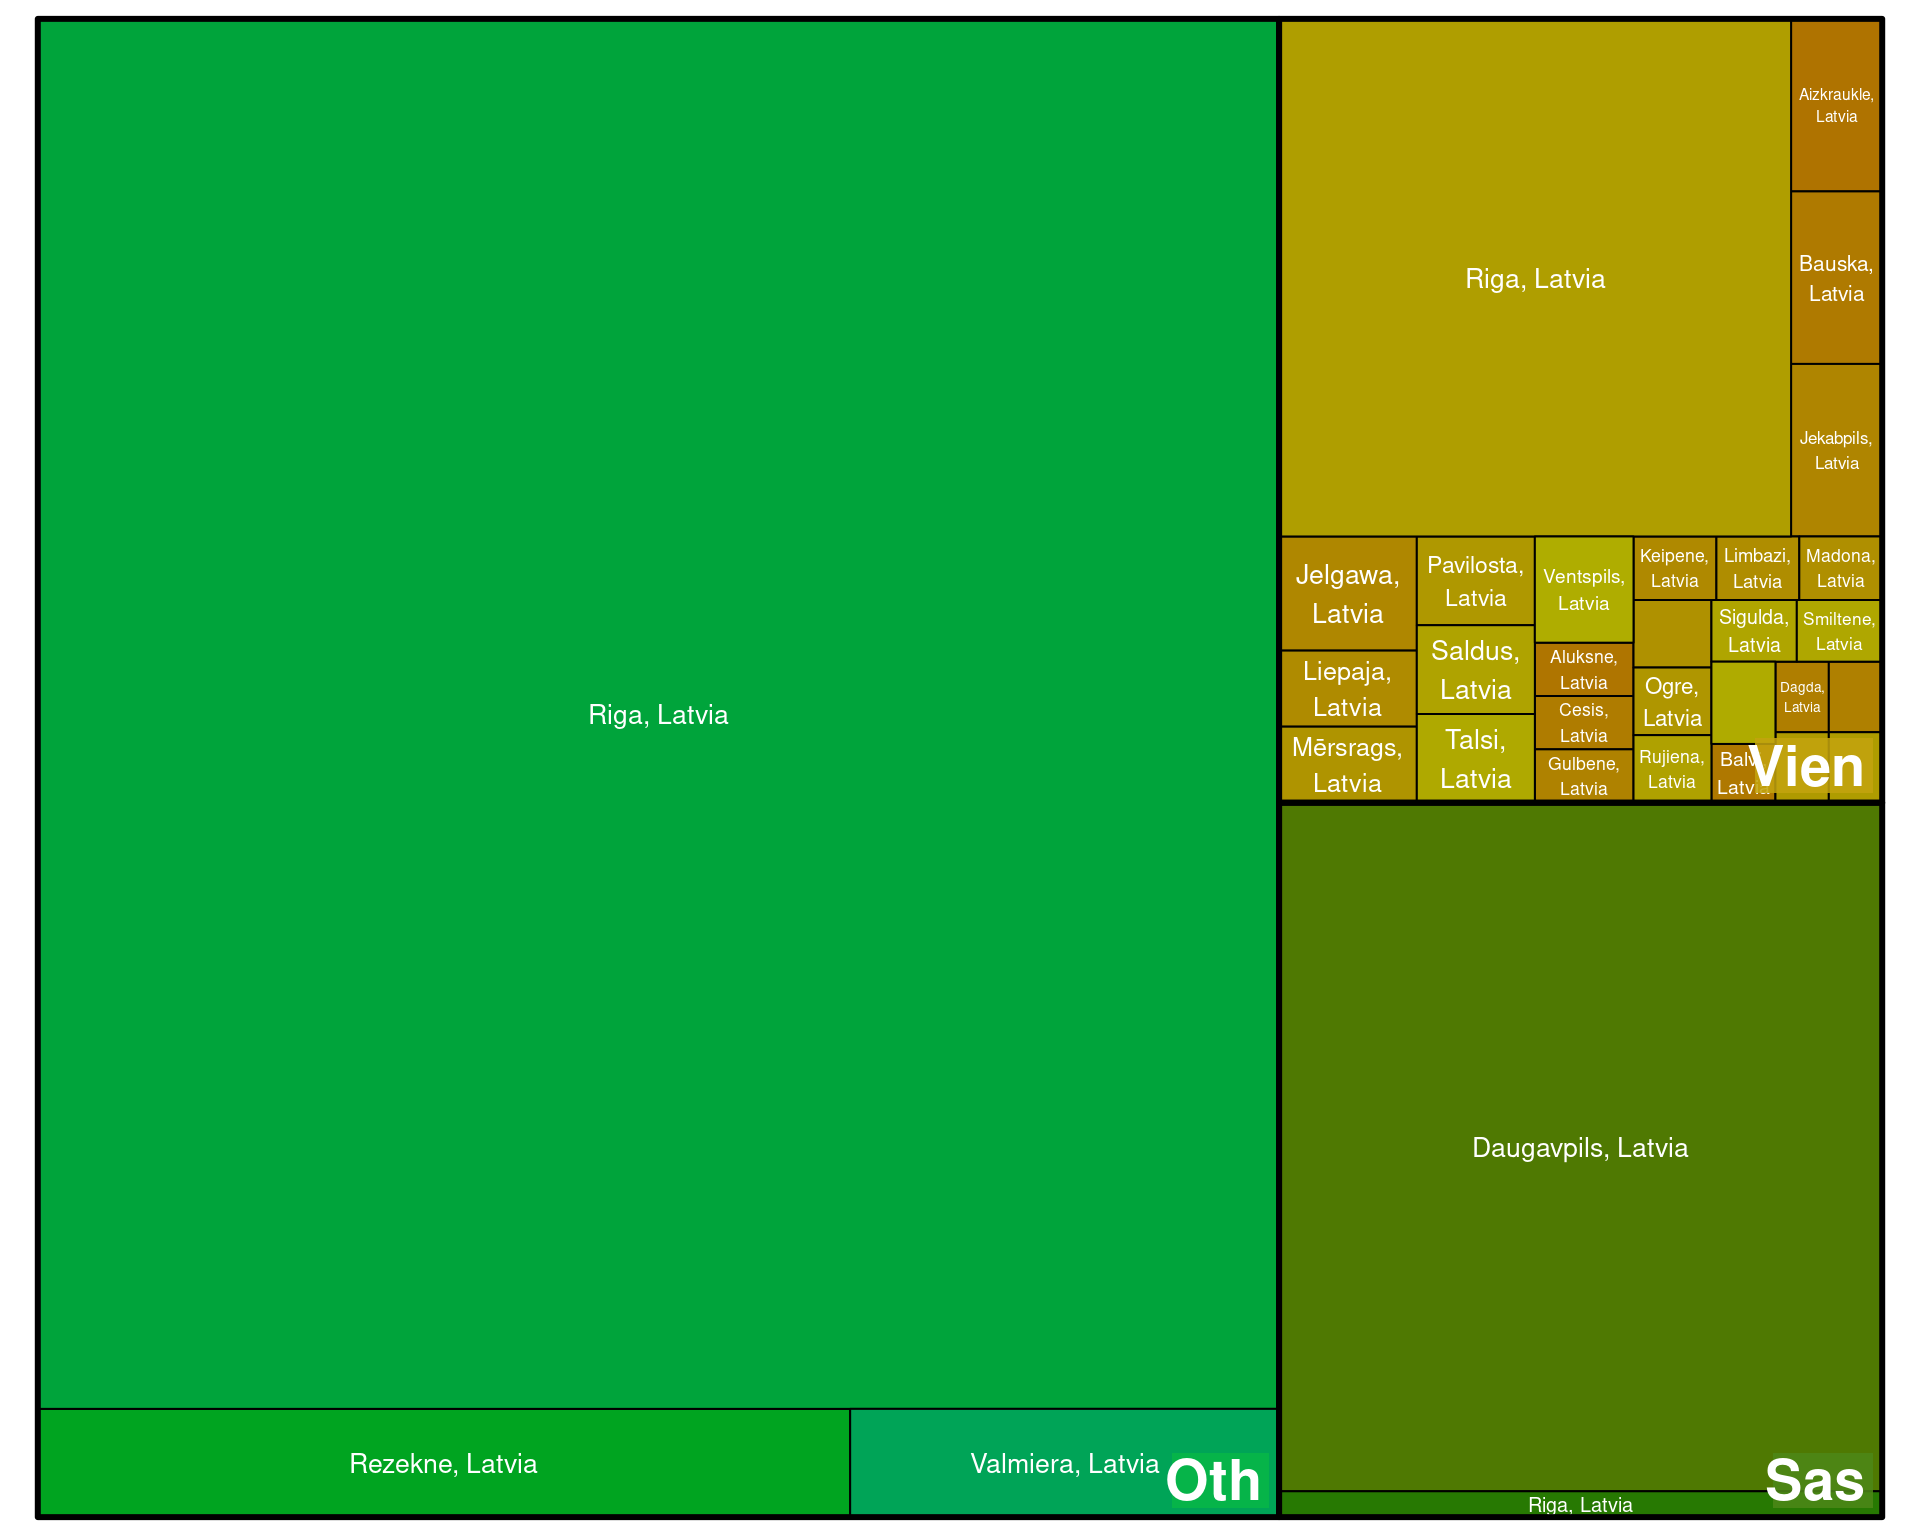 Riga, Latvia
Rezekne, Latvia
Valmiera, Latvia
Oth
Riga, Latvia
Aizkraukle,
Latvia
Bauska,
Latvia
Jekabpils,
Latvia
Jelgawa,
Latvia
Liepaja,
Latvia
Mērsrags,
Latvia
Pavilosta,
Latvia
Saldus,
Latvia
Talsi,
Latvia
Ventspils,
Latvia
Aluksne,
Latvia
Cesis,
Latvia
Gulbene,
Latvia
Keipene,
Latvia
Limbazi,
Latvia
Madona,
Latvia
Ogre,
Latvia
Rujiena,
Latvia
Sigulda,
Latvia
Smiltene,
Latvia
Dagda,
Latvia
Latvia
Vien
Daugavpils, Latvia
Riga, Latvia
Sas